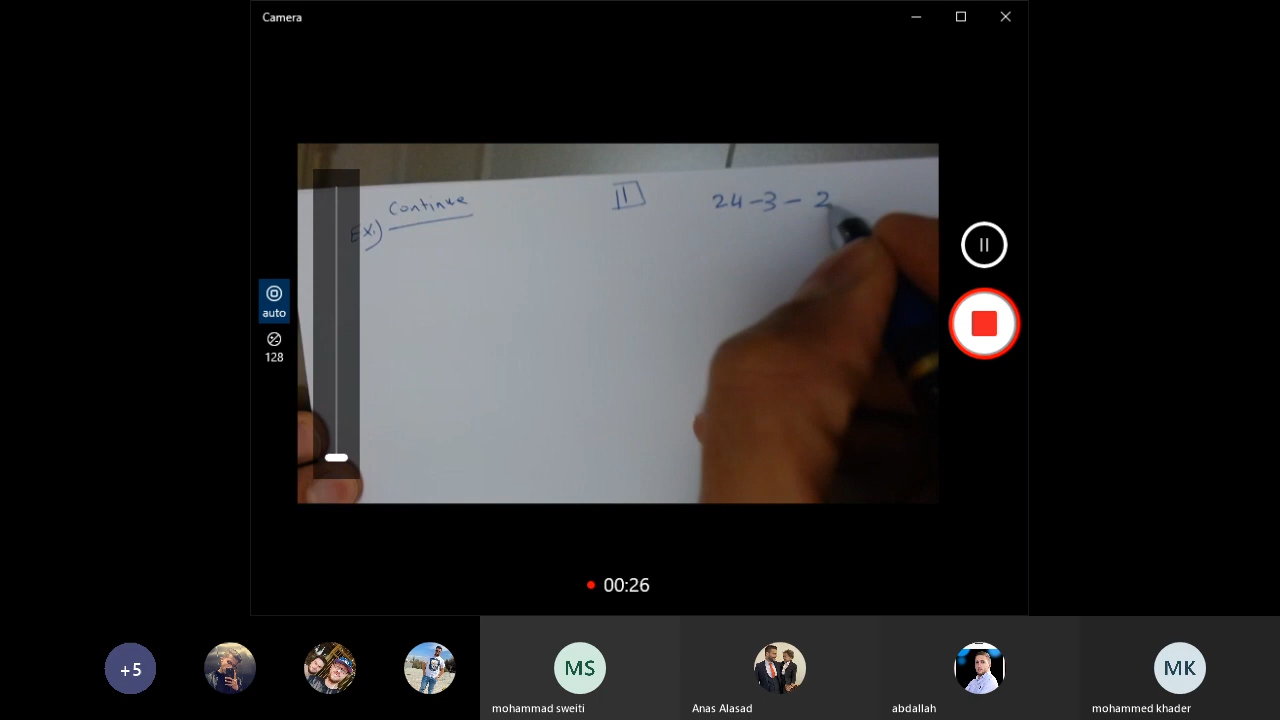 Camera
Continue
11
24-3-2
Ex.)
auto
128
00:26
+5
MS
MK
mohammad sweiti
Anas Alasad
abdallah
mohammed khader